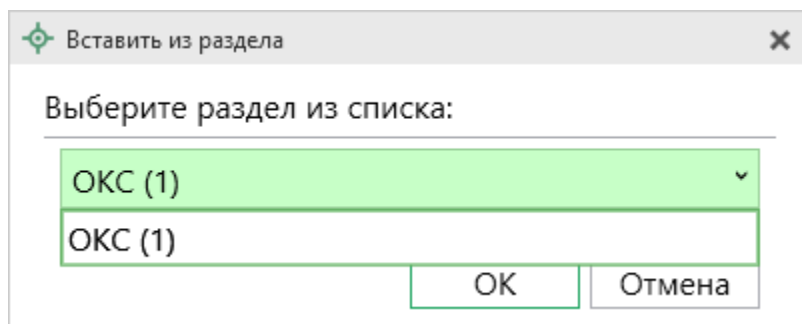 Вставить из раздела
Выберите раздел из списка:
ОКС (1)
ОКС (1)
ОК Отмена